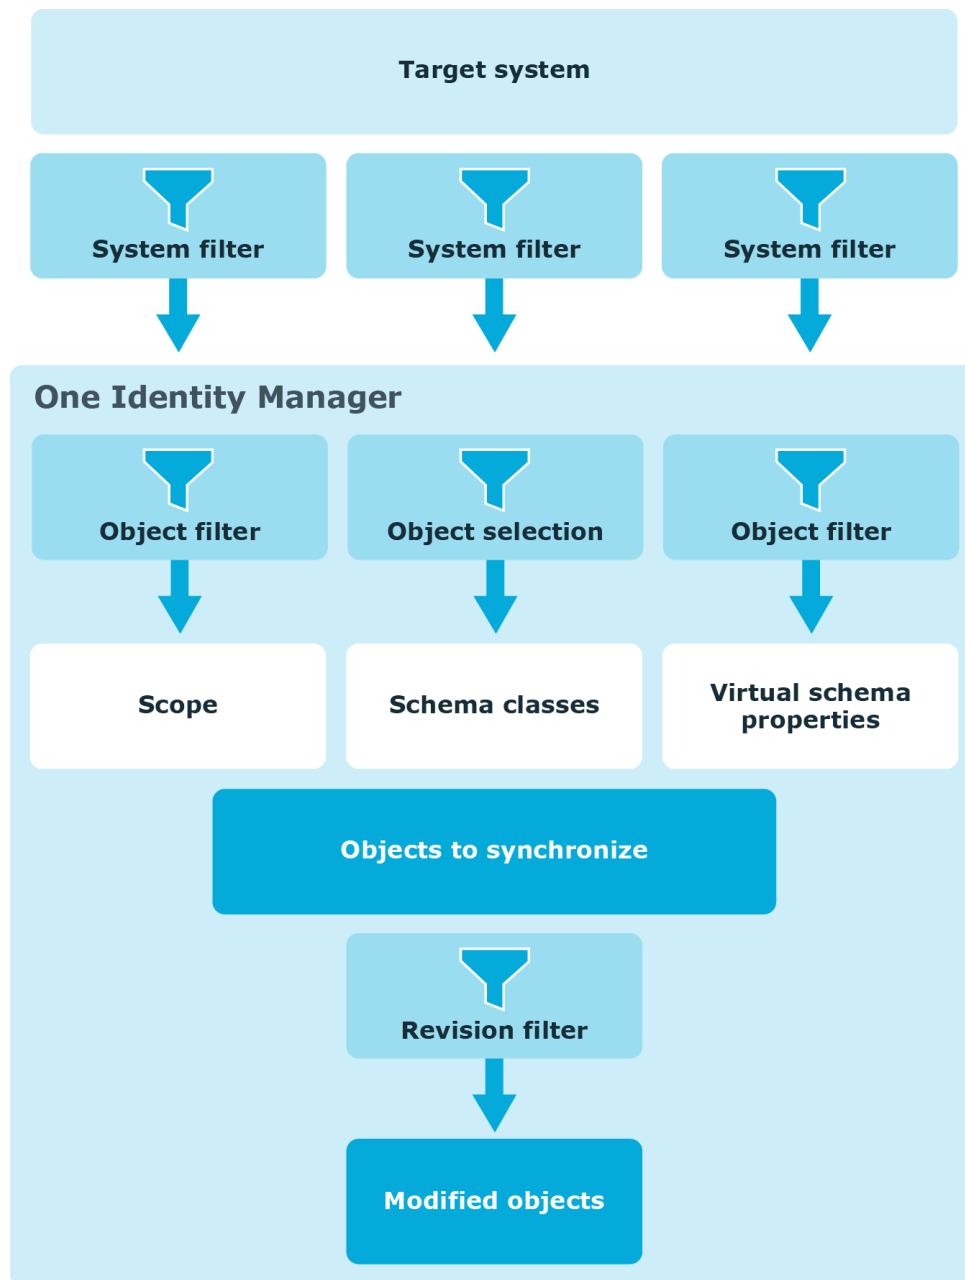 Target system
System filter
System filter
System filter
One Identity Manager
Object filter
Object selection
Object filter
Scope
Schema classes
Virtual schema
properties
Objects to synchronize
Revision filter
Modified objects